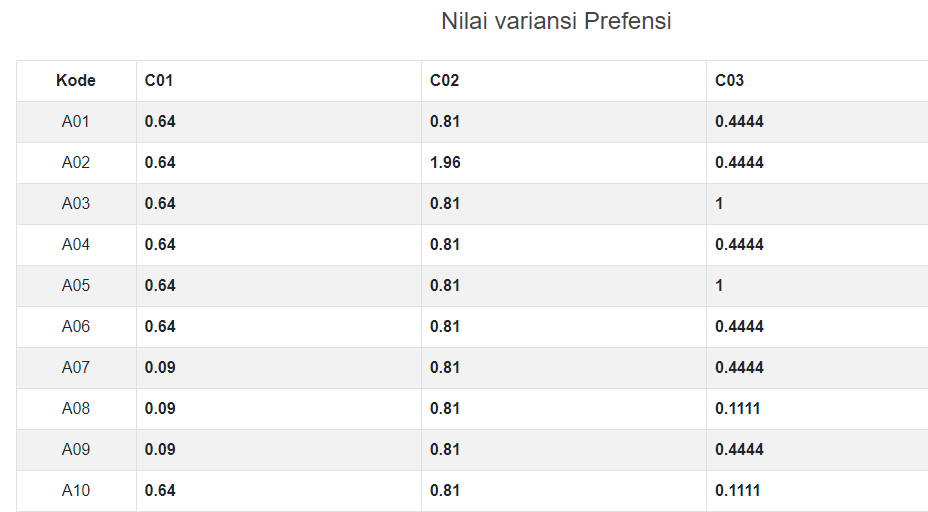 Nilai variansi Prefensi
Kode C01 C02 C03
A01 0.64 0.81 0.4444
A02 0.64 1.96 0.4444
A03 0.64 0.81 1
A04 0.64 0.81 0.4444
A05 0.64 0.81 1
A06 0.64 0.81 0.4444
A07 0.09 0.81 0.4444
A08 0.09 0.81 0.1111
A09 0.09 0.81 0.4444
A10 0.64 0.81 0.1111